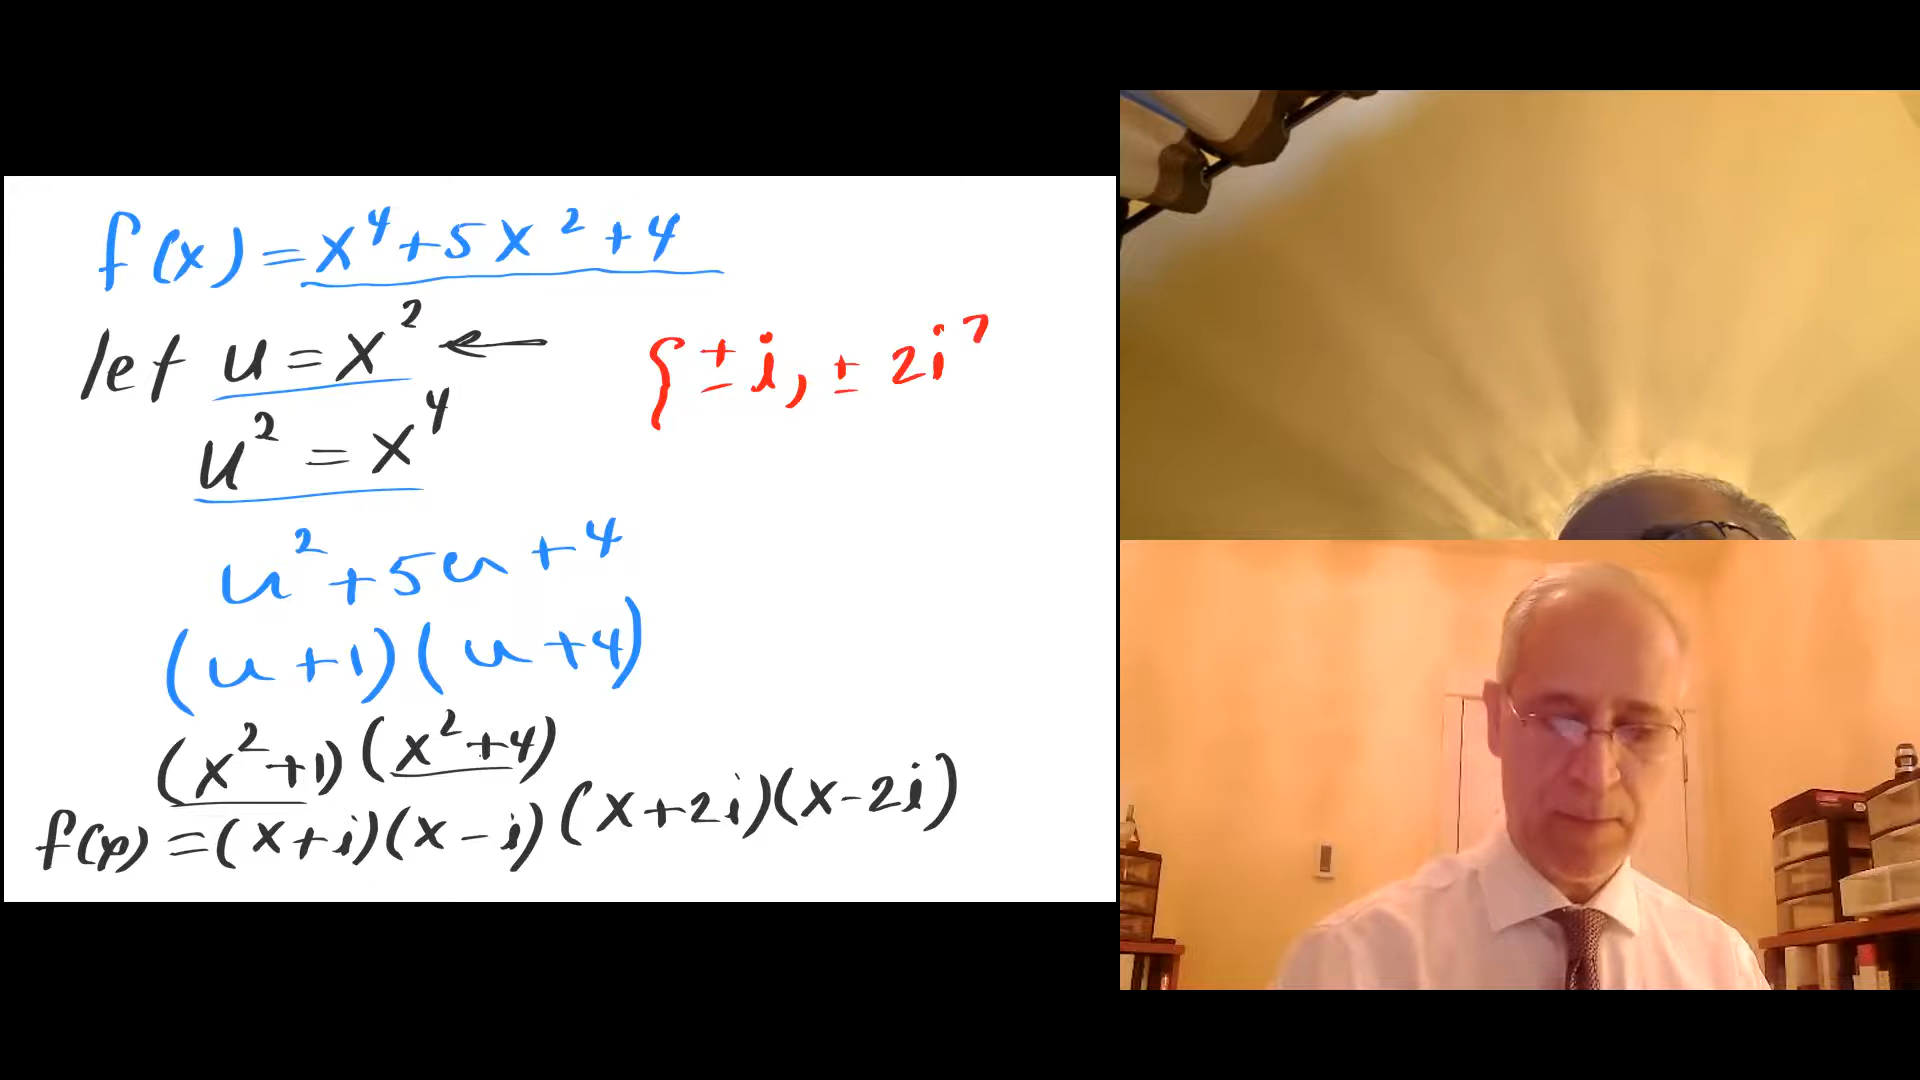 f(x) = x⁴ + 5x² + 4
let u = x² ←
{± i, ± 2i
u² = x⁴
u² + 5u + 4
(u + 1)(u + 4)
(x² + 1)(x² + 4)
f(x) = (x + i)(x - i)(x + 2i)(x - 2i)